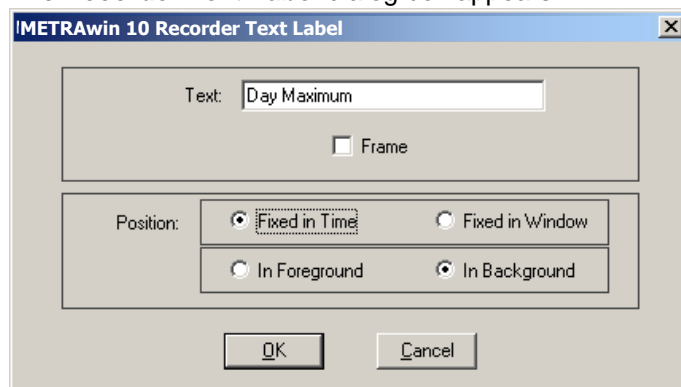 METRAwin 10 Recorder Text Label
Text: Day Maximum
Frame
Position: Fixed in Time Fixed in Window
In Foreground In Background
OK Cancel